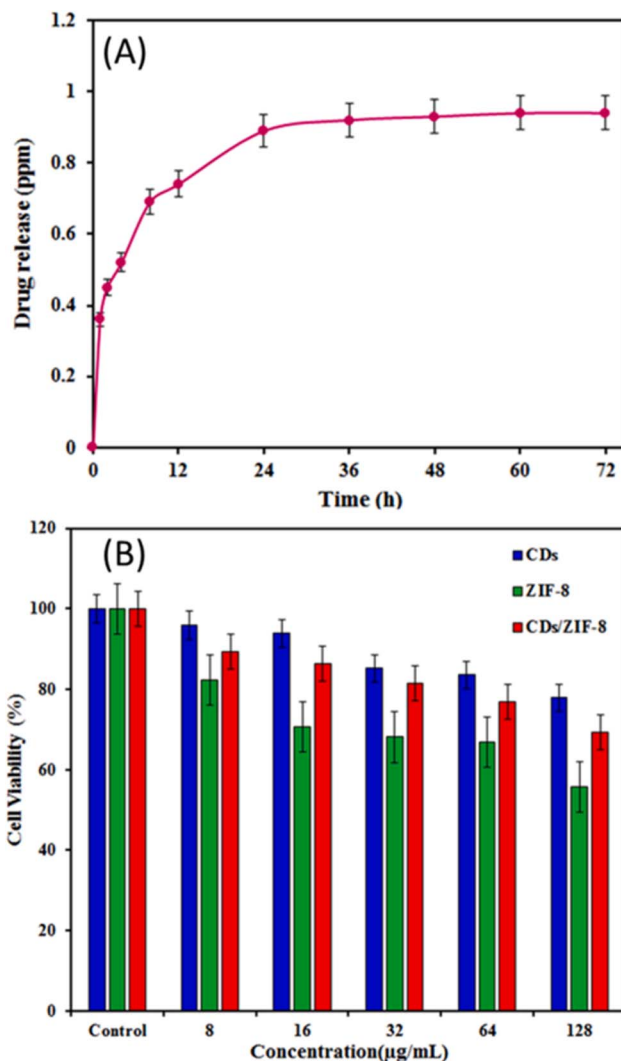 (A)
Drug release (ppm)
1.2
1
0.8
0.6
0.4
0.2
0
0 12 24 36 48 60 72
Time (h)
(B)
Cell Viability (%)
120
100
80
60
40
20
0
CDs
ZIF-8
CDs/ZIF-8
Control 8 16 32 64 128
Concentration(µg/mL)